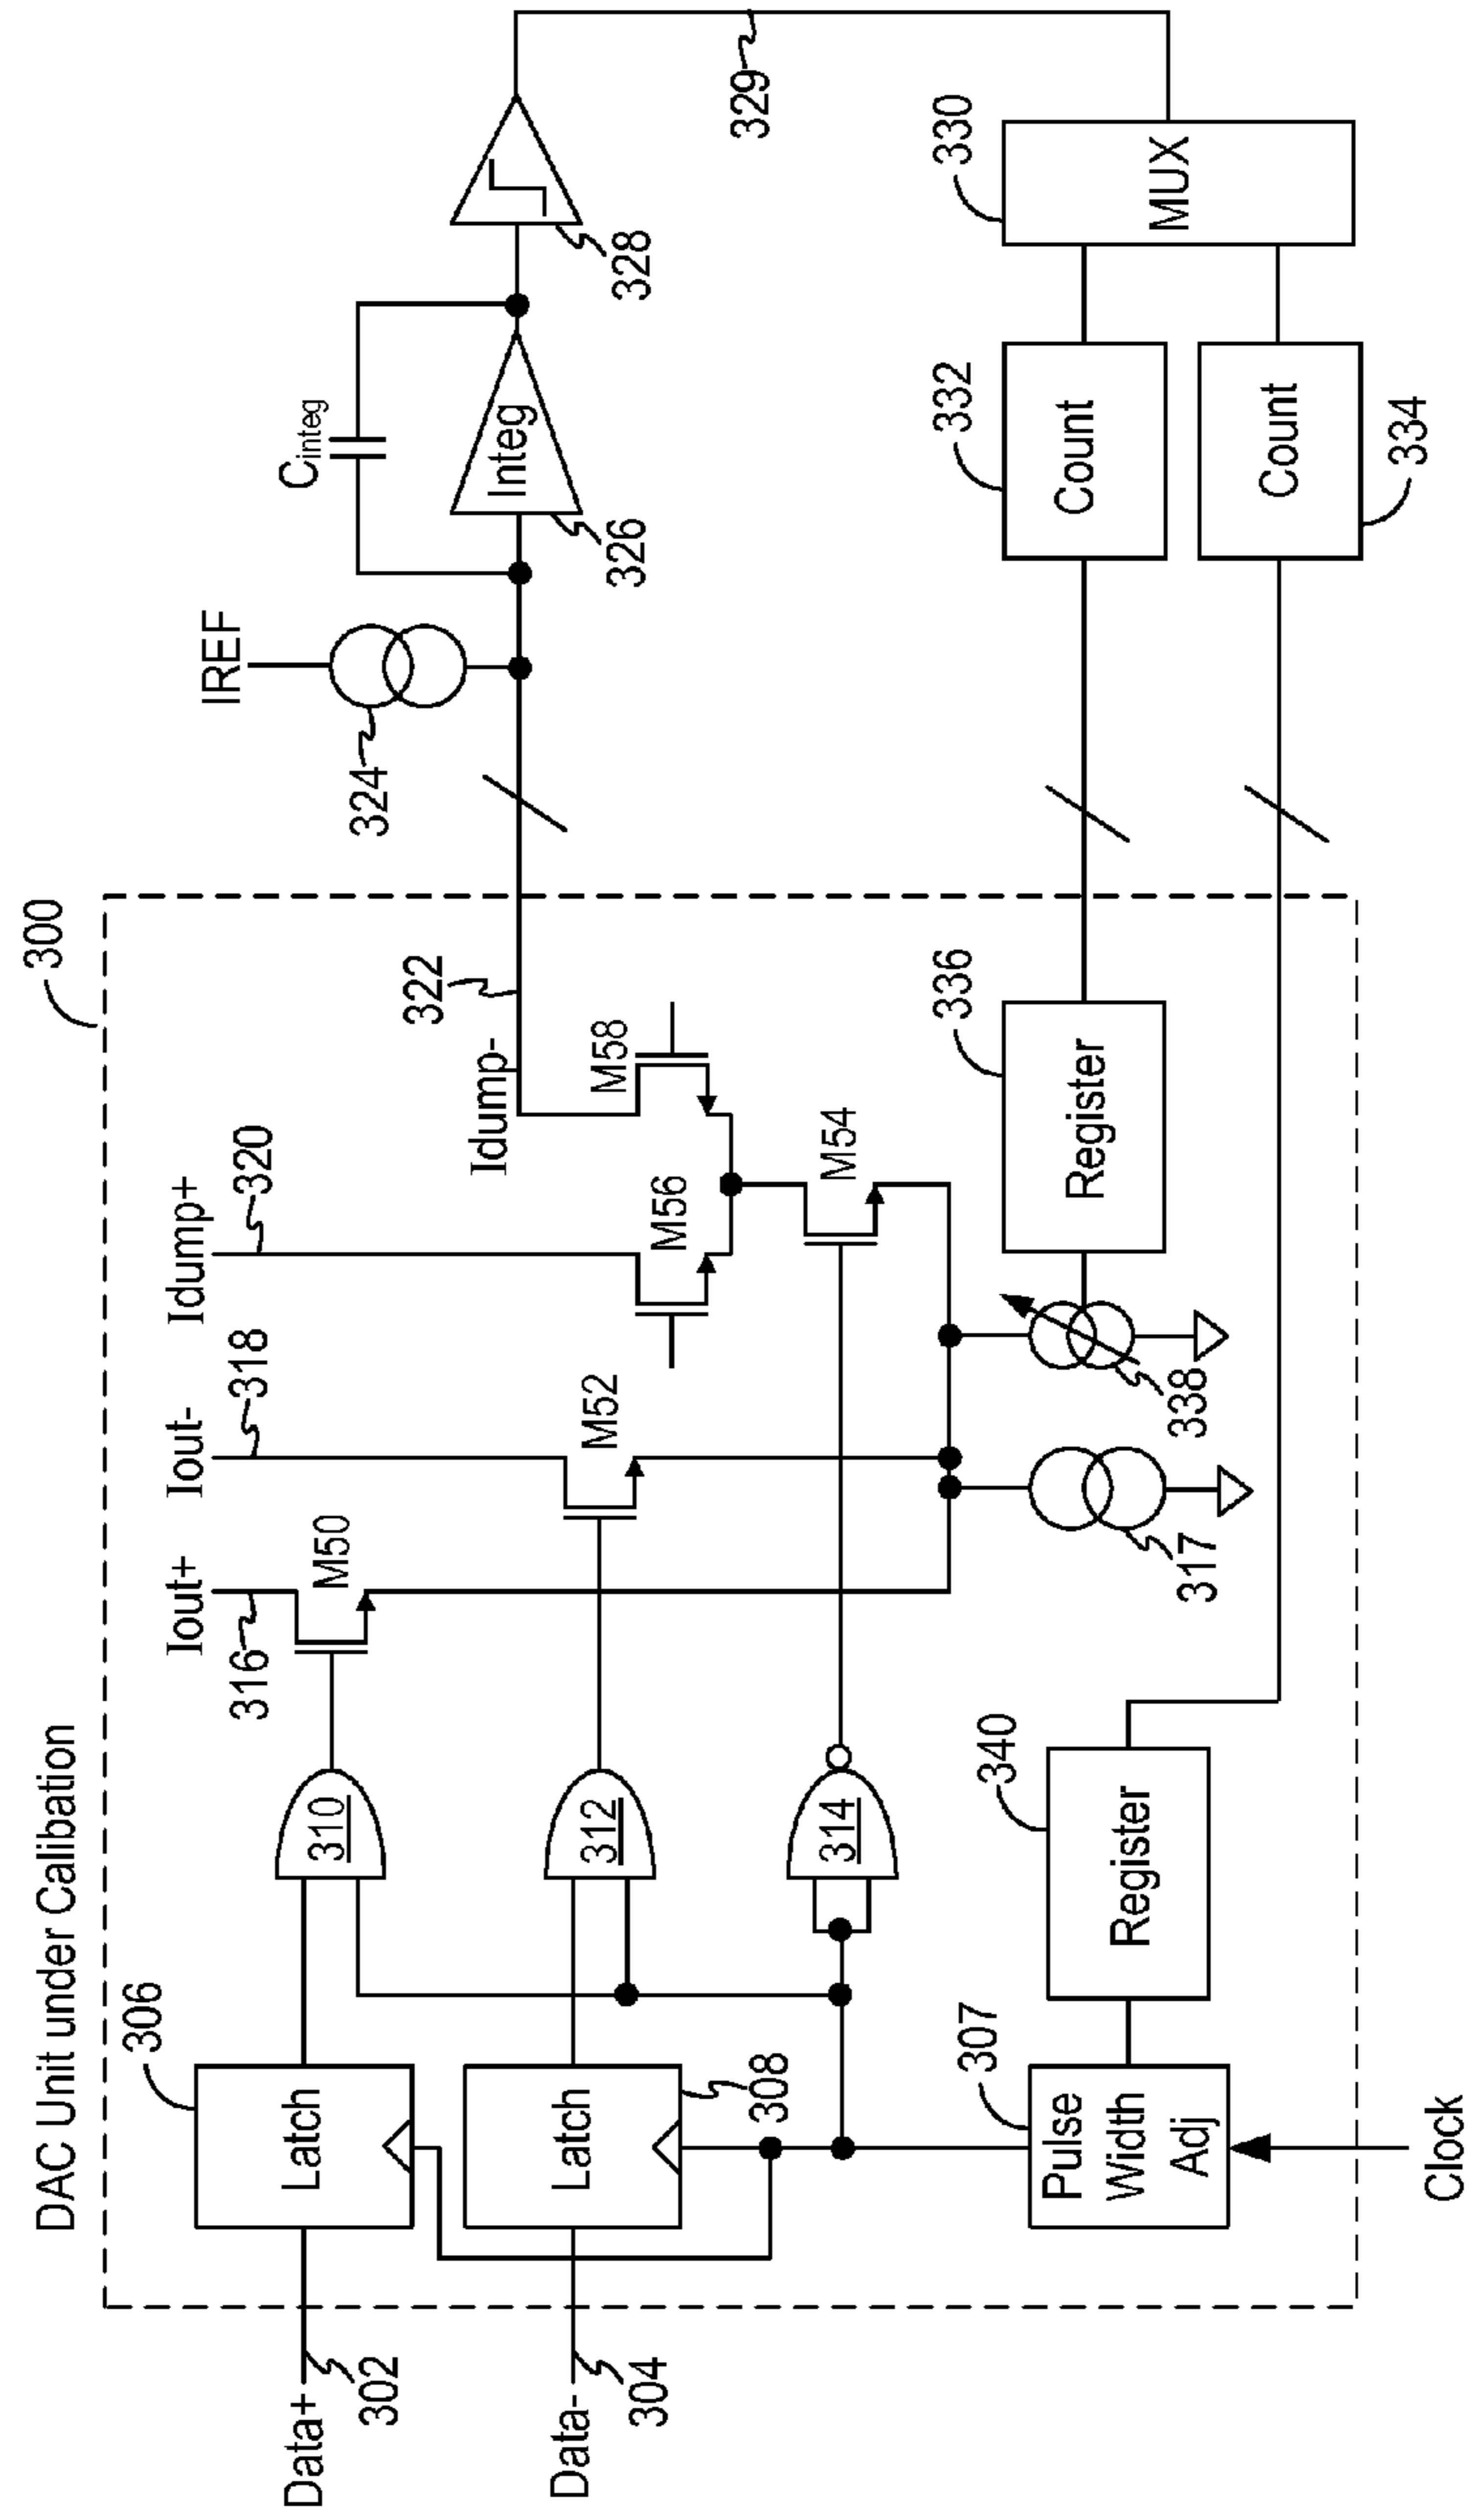 DAC Unit under Calibation
300
Data+
302
Data-
304
306
Latch
Latch
308
310
312
314
Clock
Pulse
Width
Adj
307
Register
340
Iout+
316
M50
Iout-
318
M52
Idump+
320
M56
Idump-
322
M58
M54
317
338
Register
336
IREF
324
Cinteg
Integ
326
328
329
MUX
330
Count
332
Count
334